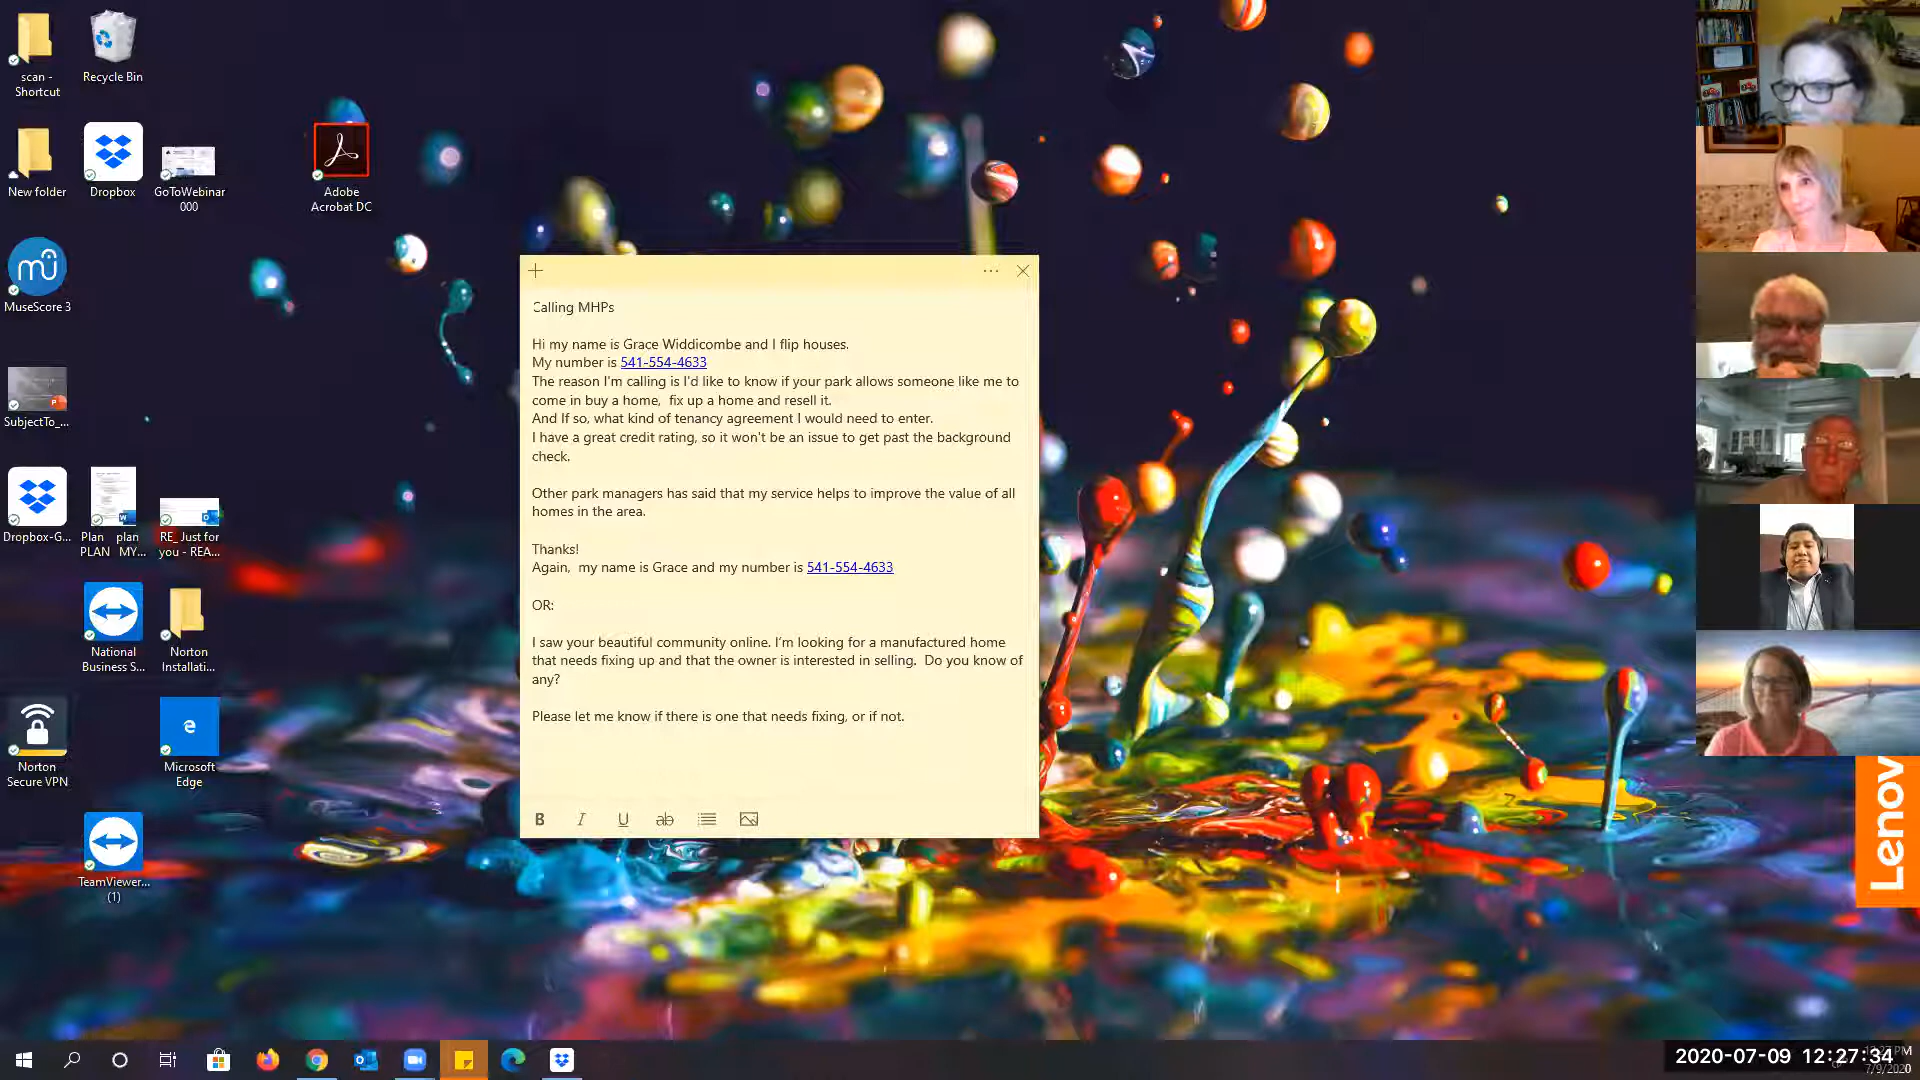 scan -
Shortcut
Recycle Bin
New folder
Dropbox
GoToWebinar
000
Adobe
Acrobat DC
MuseScore 3
SubjectTo_...
Dropbox-G...
Plan plan
PLAN MY...
RE_ Just for
you - REA...
National
Business S...
Norton
Installati...
Norton
Secure VPN
Microsoft
Edge
TeamViewer...
(1)
Calling MHPs
Hi my name is Grace Widdicombe and I flip houses.
My number is 541-554-4633
The reason I'm calling is I'd like to know if your park allows someone like me to
come in buy a home, fix up a home and resell it.
And If so, what kind of tenancy agreement I would need to enter.
I have a great credit rating, so it won't be an issue to get past the background
check.
Other park managers has said that my service helps to improve the value of all
homes in the area.
Thanks!
Again, my name is Grace and my number is 541-554-4633
OR:
I saw your beautiful community online. I'm looking for a manufactured home
that needs fixing up and that the owner is interested in selling. Do you know of
any?
Please let me know if there is one that needs fixing, or if not.
B I U ab
Lenov
2020-07-09 12:27:34